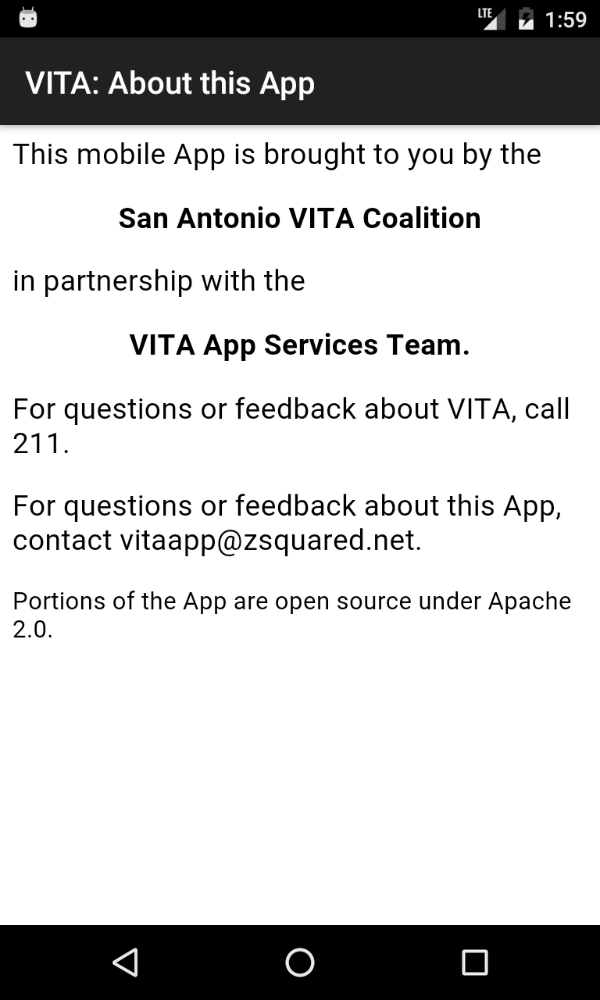 LTE 1:59
VITA: About this App
This mobile App is brought to you by the
San Antonio VITA Coalition
in partnership with the
VITA App Services Team.
For questions or feedback about VITA, call
211.
For questions or feedback about this App,
contact vitaapp@zsquared.net.
Portions of the App are open source under Apache
2.0.